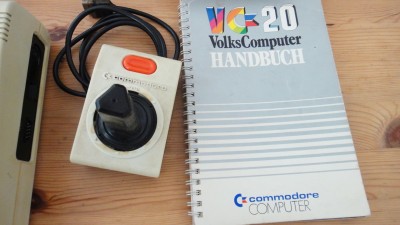 VC-20
VolksComputer
HANDBUCH
commodore
COMPUTER